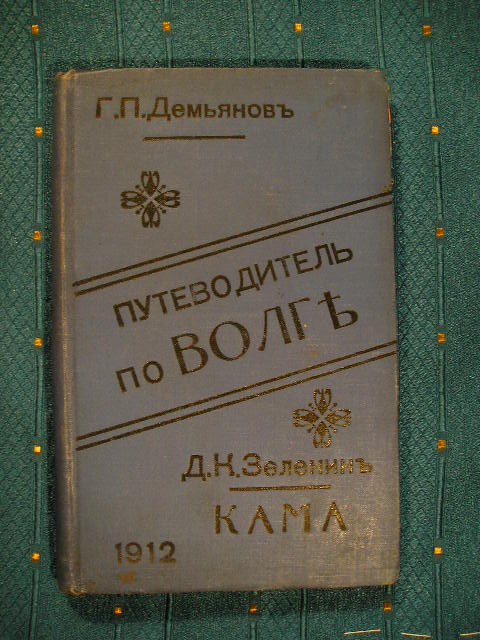 Г.П.Демьяновъ
ПУТЕВОДИТЕЛЬ
по ВОЛГѢ
Д.К.Зеленинъ
КАМА
1912